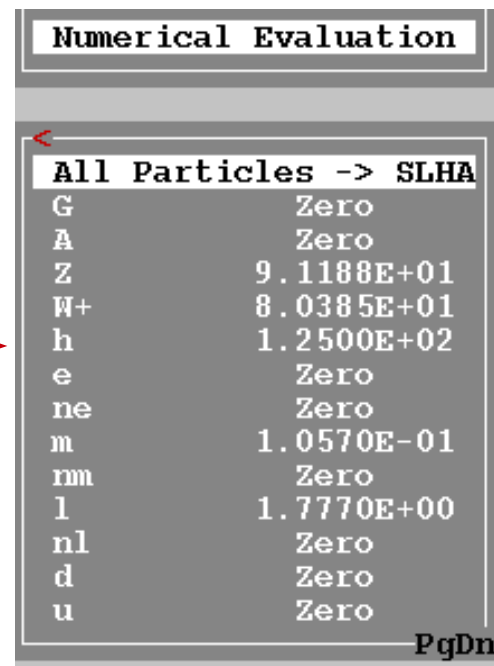 Numerical Evaluation
<
All Particles -> SLHA
G Zero
A Zero
Z 9.1188E+01
W+ 8.0385E+01
h 1.2500E+02
e Zero
ne Zero
m 1.0570E-01
nm Zero
l 1.7770E+00
nl Zero
d Zero
u Zero
PgDn